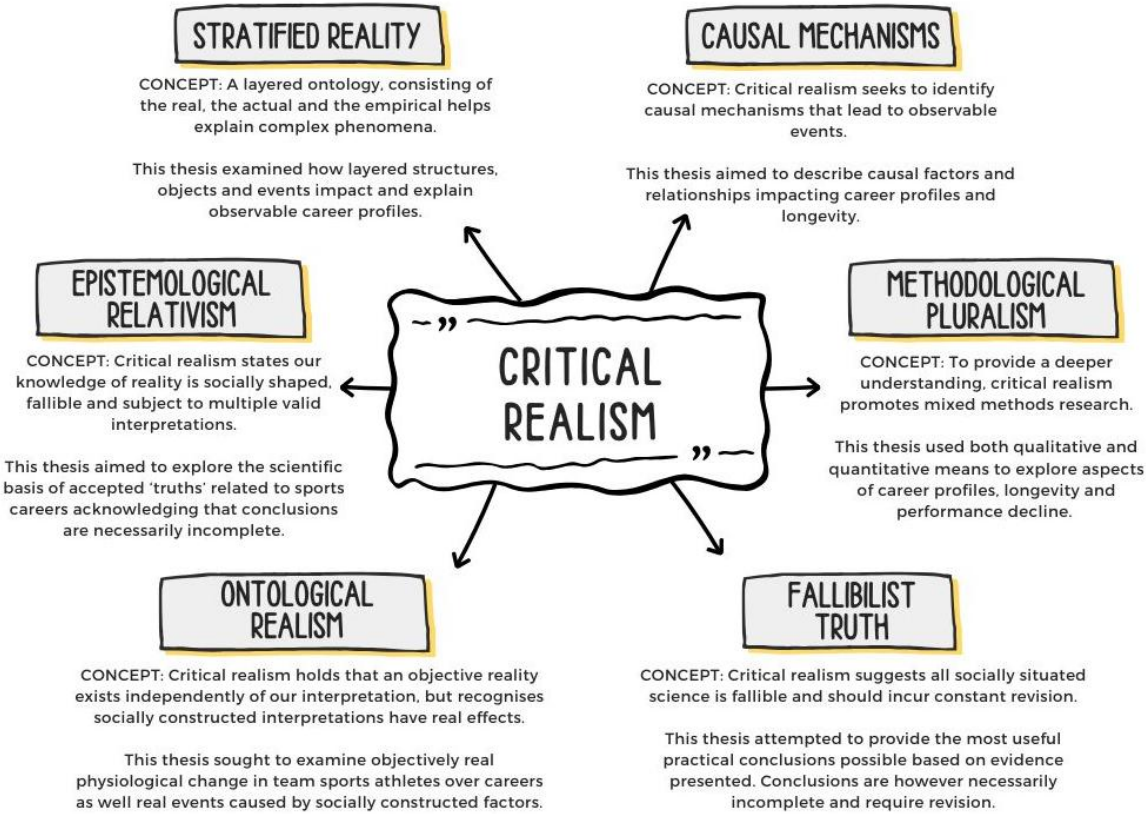 STRATIFIED REALITY
CONCEPT: A layered ontology, consisting of
the real, the actual and the empirical helps
explain complex phenomena.
This thesis examined how layered structures,
objects and events impact and explain
observable career profiles.
CAUSAL MECHANISMS
CONCEPT: Critical realism seeks to identify
causal mechanisms that lead to observable
events.
This thesis aimed to describe causal factors and
relationships impacting career profiles and
longevity.
EPISTEMOLOGICAL
RELATIVISM
CONCEPT: Critical realism states our
knowledge of reality is socially shaped,
fallible and subject to multiple valid
interpretations.
This thesis aimed to explore the scientific
basis of accepted ‘truths’ related to sports
careers acknowledging that conclusions
are necessarily incomplete.
CRITICAL
REALISM
METHODOLOGICAL
PLURALISM
CONCEPT: To provide a deeper
understanding, critical realism
promotes mixed methods research.
This thesis used both qualitative and
quantitative means to explore aspects
of career profiles, longevity and
performance decline.
ONTOLOGICAL
REALISM
CONCEPT: Critical realism holds that an objective reality
exists independently of our interpretation, but recognises
socially constructed interpretations have real effects.
This thesis sought to examine objectively real
physiological change in team sports athletes over careers
as well real events caused by socially constructed factors.
FALLIBILIST
TRUTH
CONCEPT: Critical realism suggests all socially situated
science is fallible and should incur constant revision.
This thesis attempted to provide the most useful
practical conclusions possible based on evidence
presented. Conclusions are however necessarily
incomplete and require revision.